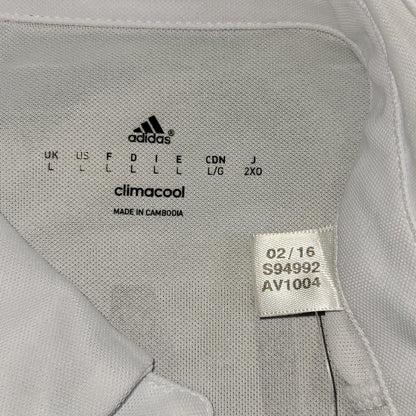 adidas®
UK US F D I E CDN J
L L L L L L L/G 2XO
climacool
MADE IN CAMBODIA
02/16
S94992
AV1004